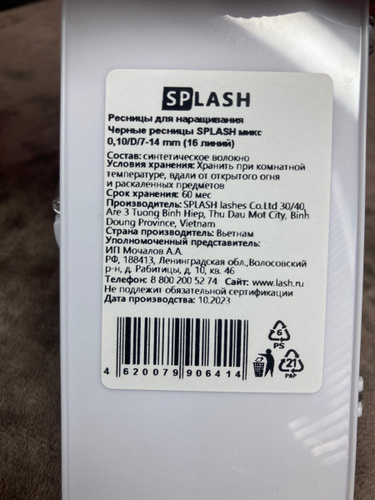 SPLASH
Ресницы для наращивания
Черные ресницы SPLASH микс
0,10/D/7-14 mm (16 линий)
Состав: синтетическое волокно
Условия хранения: Хранить при комнатной
температуре, вдали от открытого огня
и раскаленных предметов
Срок хранения: 60 мес
Производитель: SPLASH lashes Co.Ltd 30/40,
Are 3 Tuong Binh Hiep, Thu Dau Mot City, Binh
Doung Province, Vietnam
Страна производитель: Вьетнам
Уполномоченный представитель:
ИП Мочалов А.А.
РФ, 188413, Ленинградская обл.,Волосовский
р-н, д. Рабитицы, д. 10, кв. 46
Телефон: 8 800 200 52 74 Сайт: www.lash.ru
Не подлежит обязательной сертификации
Дата производства: 10.2023
4 620079 906414
6
PS
21
PAP